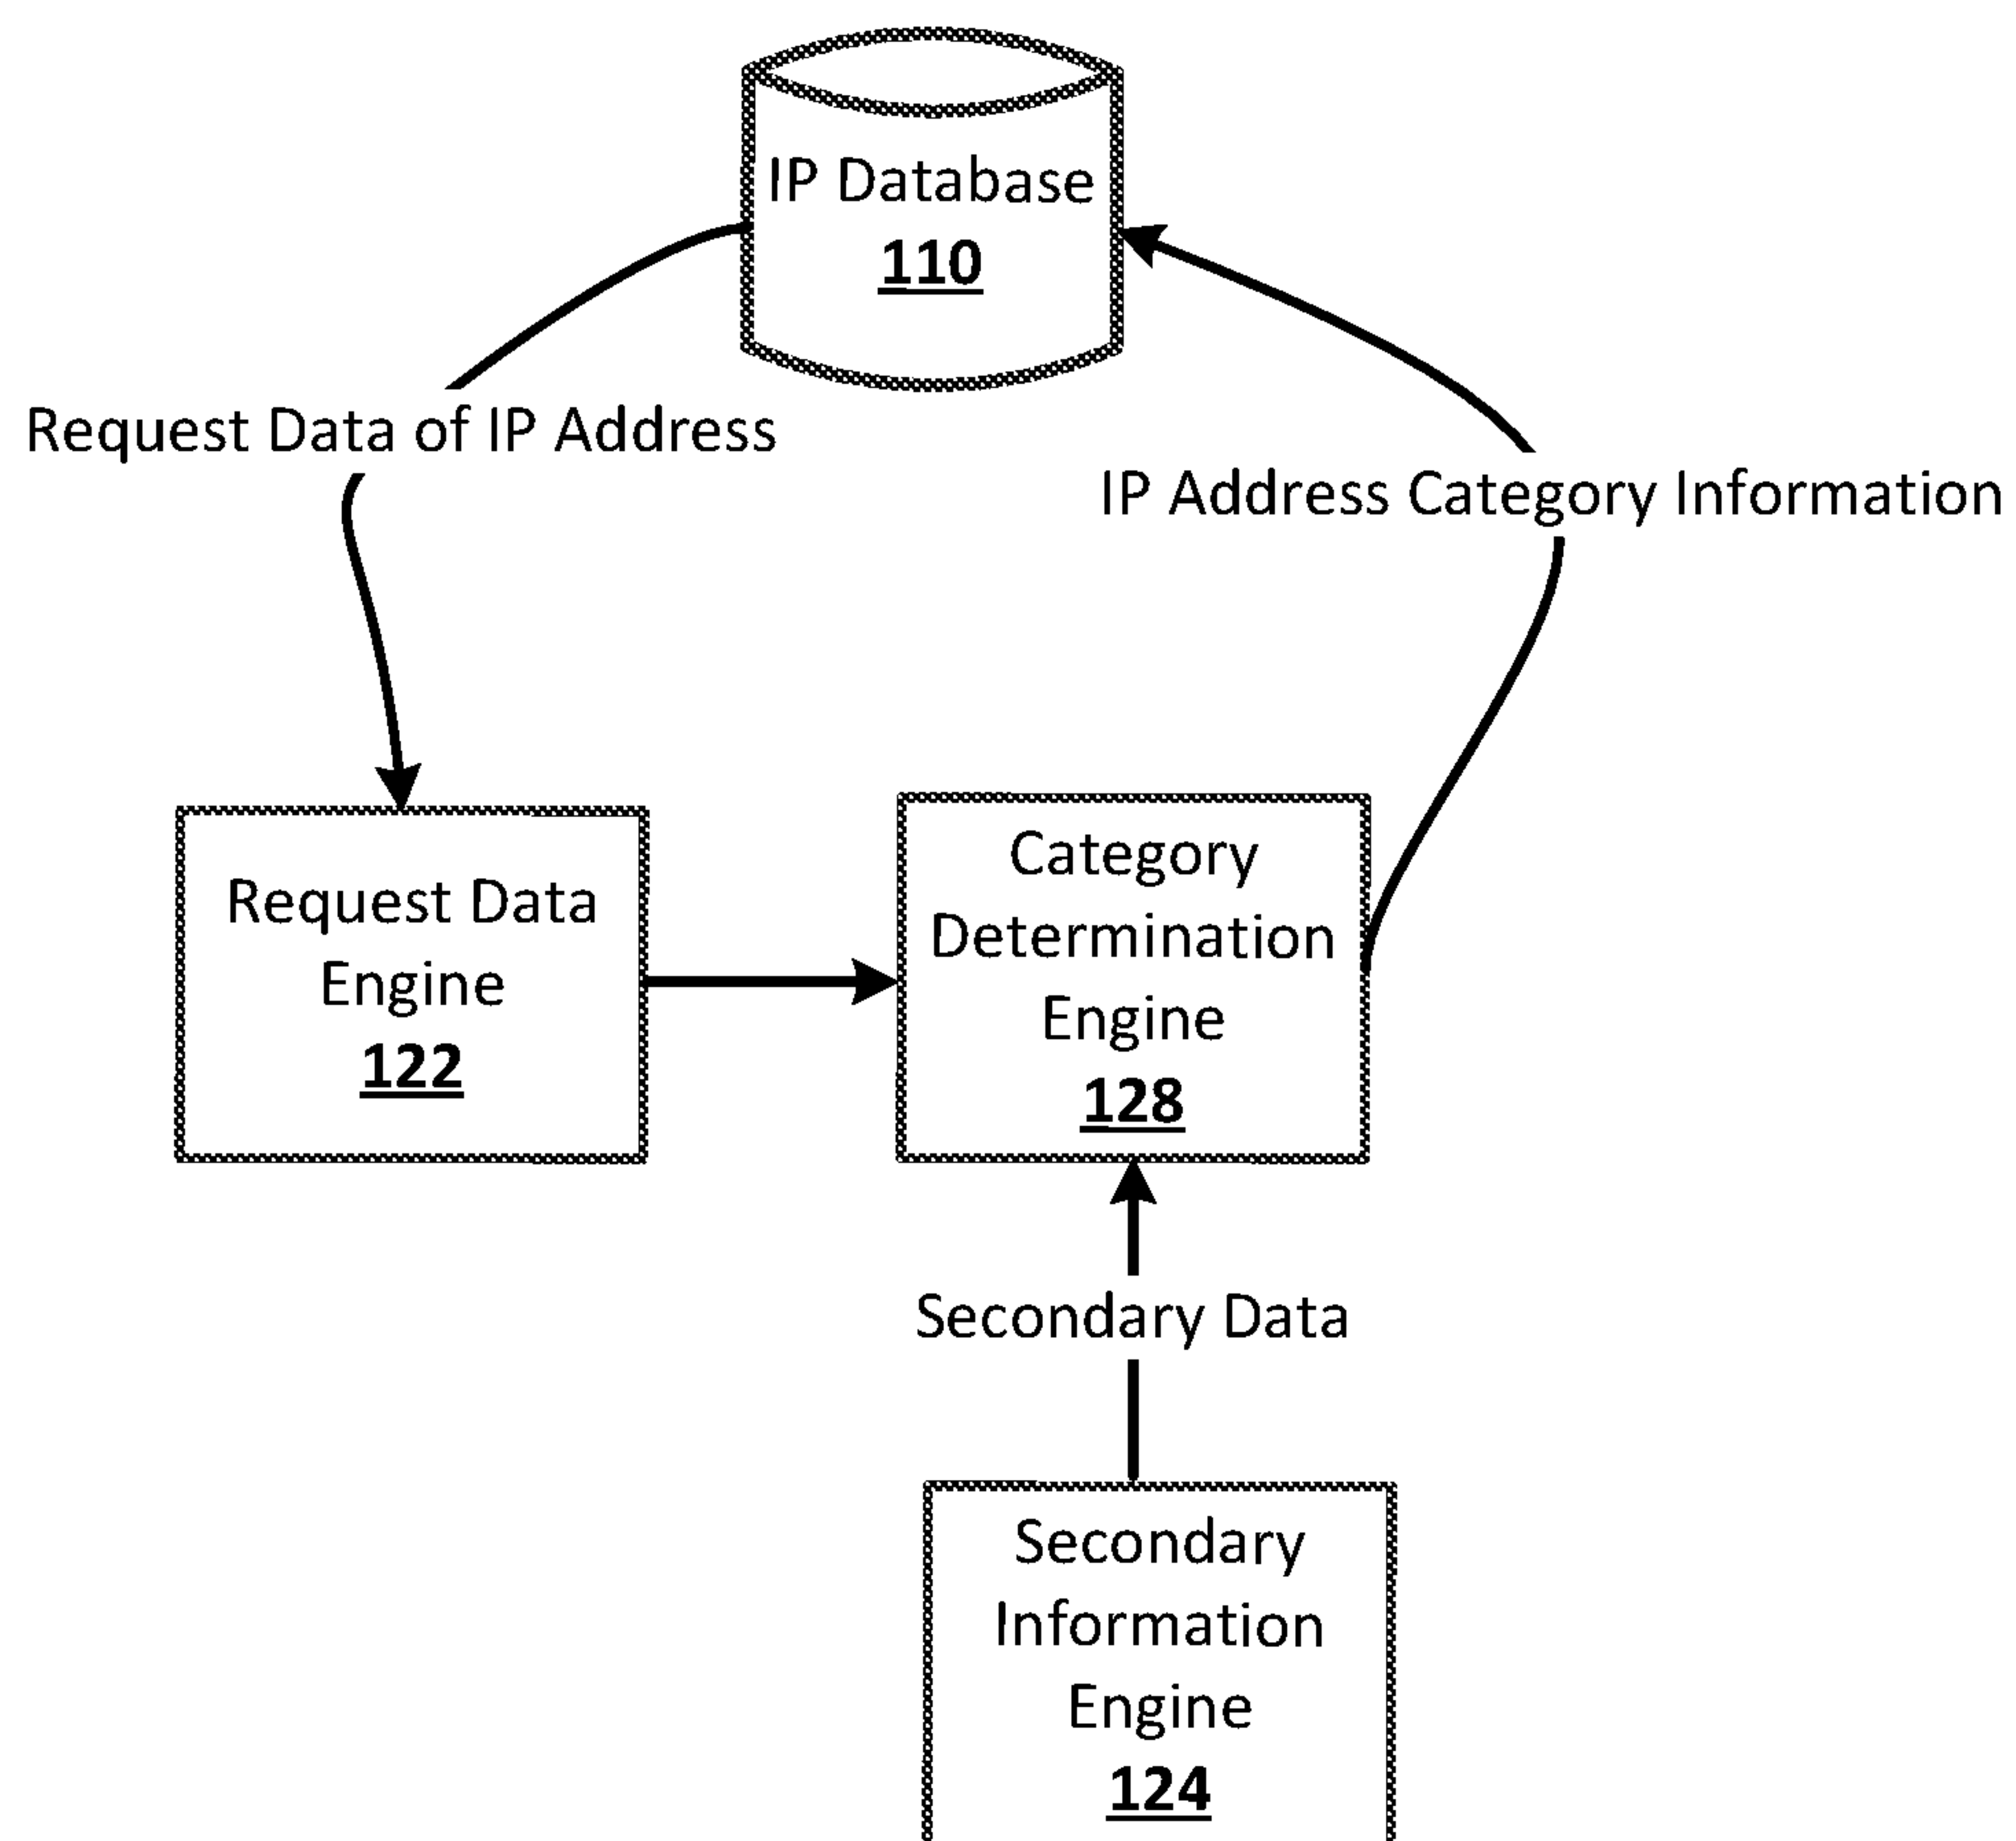 IP Database
110
Request Data of IP Address
IP Address Category Information
Request Data
Engine
122
Category
Determination
Engine
128
Secondary Data
Secondary
Information
Engine
124